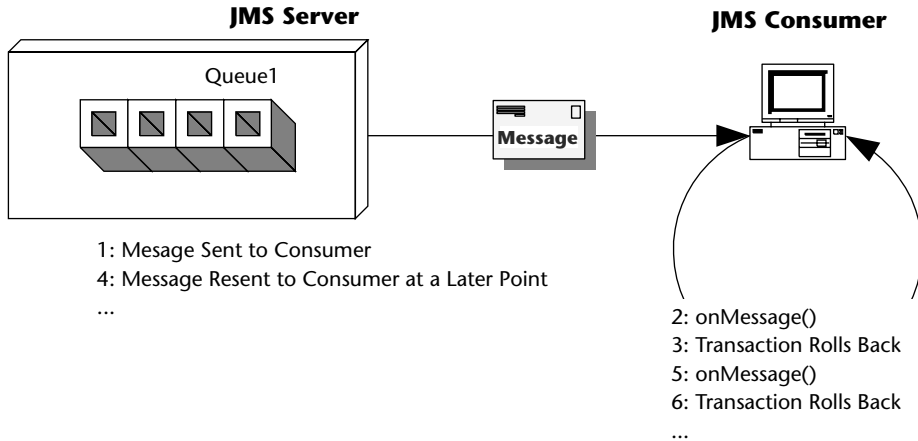 JMS Server
JMS Consumer
Queue1
Message
1: Mesage Sent to Consumer
4: Message Resent to Consumer at a Later Point
...
2: onMessage()
3: Transaction Rolls Back
5: onMessage()
6: Transaction Rolls Back
...